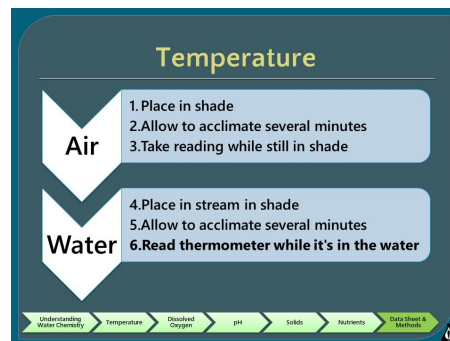 Temperature
Air
1. Place in shade
2.Allow to acclimate several minutes
3.Take reading while still in shade
Water
4.Place in stream in shade
5.Allow to acclimate several minutes
6.Read thermometer while it's in the water
Understanding
Water Chemistry
Temperature
Dissolved
Oxygen
pH
Solids
Nutrients
Data Sheet &
Methods